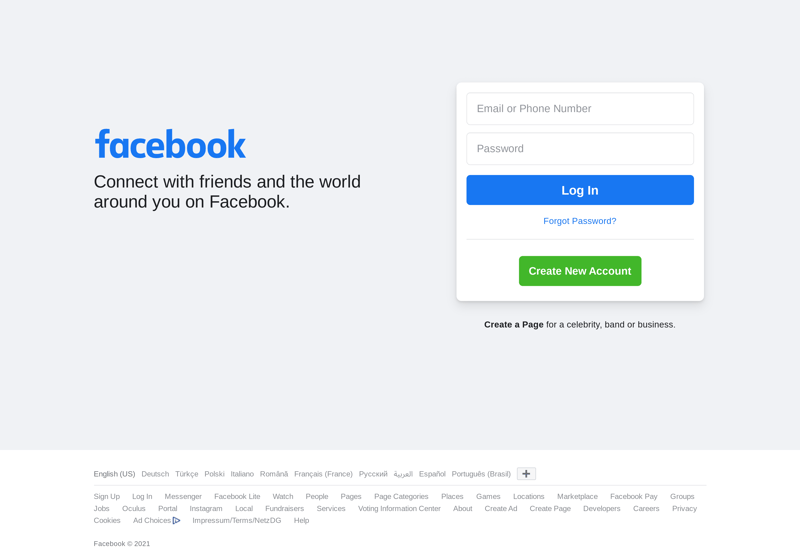 facebook
Connect with friends and the world
around you on Facebook.
Email or Phone Number
Password
Log In
Forgot Password?
Create New Account
Create a Page for a celebrity, band or business.
English (US) Deutsch Türkçe Polski Italiano Română Français (France) Русский العربية Español Português (Brasil)
Sign Up Log In Messenger Facebook Lite Watch People Pages Page Categories Places Games Locations Marketplace Facebook Pay Groups
Jobs Oculus Portal Instagram Local Fundraisers Services Voting Information Center About Create Ad Create Page Developers Careers Privacy
Cookies Ad Choices Impressum/Terms/NetzDG Help
Facebook © 2021